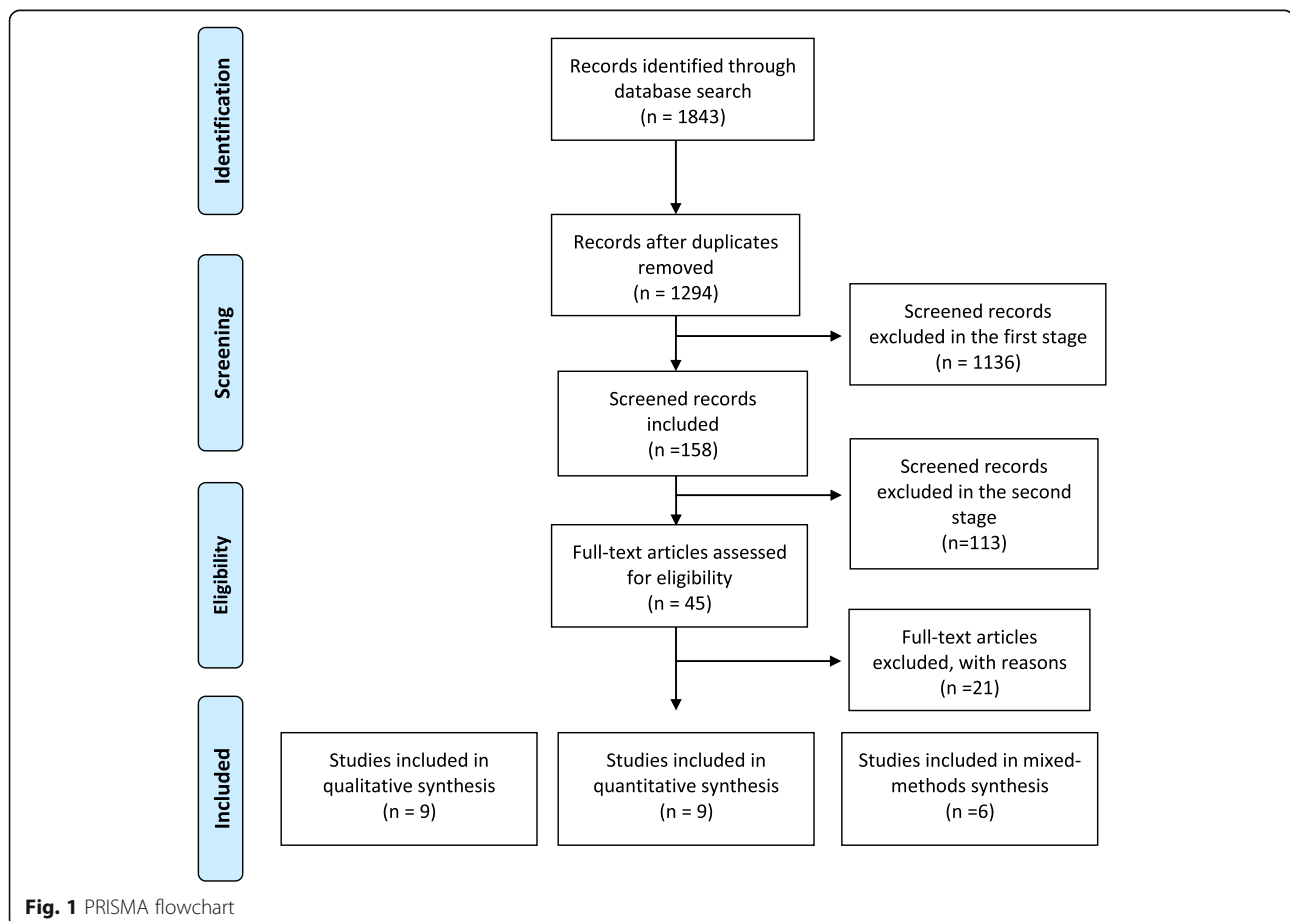 Identification
Records identified through
database search
(n = 1843)
Records after duplicates
removed
(n = 1294)
Screening
Screened records
excluded in the first stage
(n = 1136)
Screened records
included
(n =158)
Screened records
excluded in the second
stage
(n=113)
Eligibility
Full-text articles assessed
for eligibility
(n = 45)
Full-text articles
excluded, with reasons
(n =21)
Included
Studies included in
qualitative synthesis
(n = 9)
Studies included in
quantitative synthesis
(n = 9)
Studies included in mixed-
methods synthesis
(n =6)
Fig. 1 PRISMA flowchart